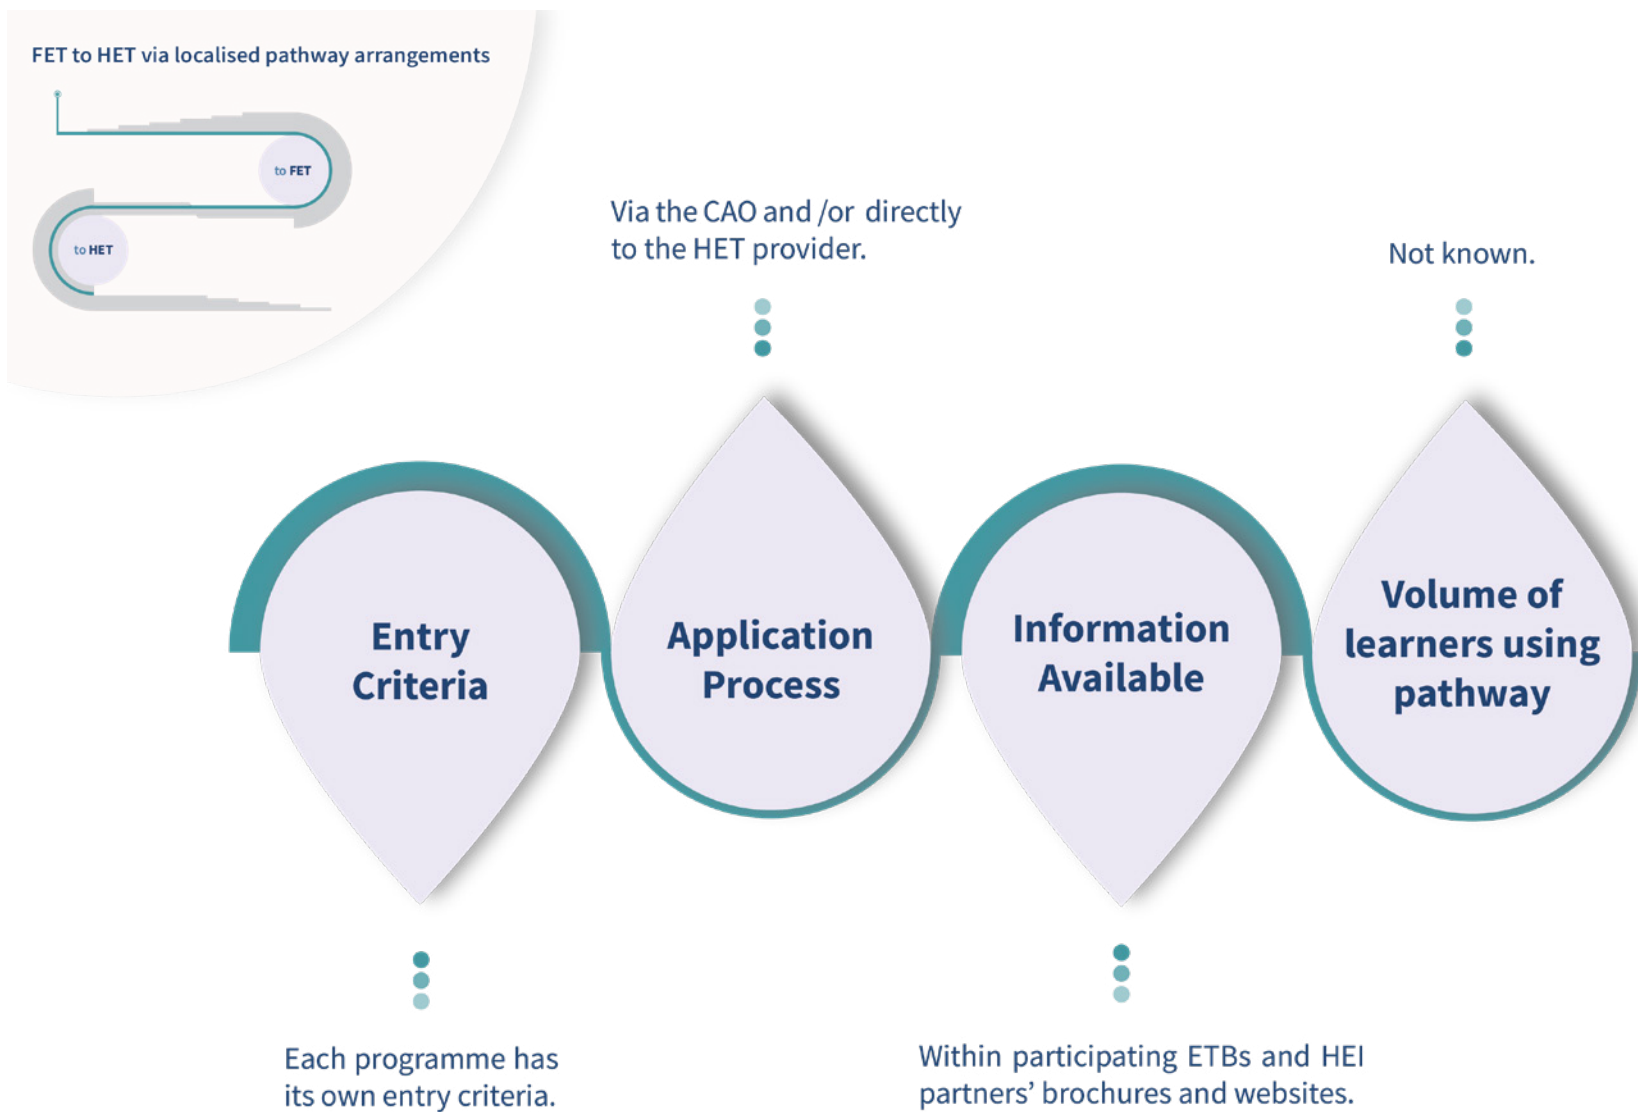 FET to HET via localised pathway arrangements
to FET
to HET
Via the CAO and /or directly
to the HET provider.
Not known.
Entry
Criteria
Application
Process
Information
Available
Volume of
learners using
pathway
Each programme has
its own entry criteria.
Within participating ETBs and HEI
partners’ brochures and websites.